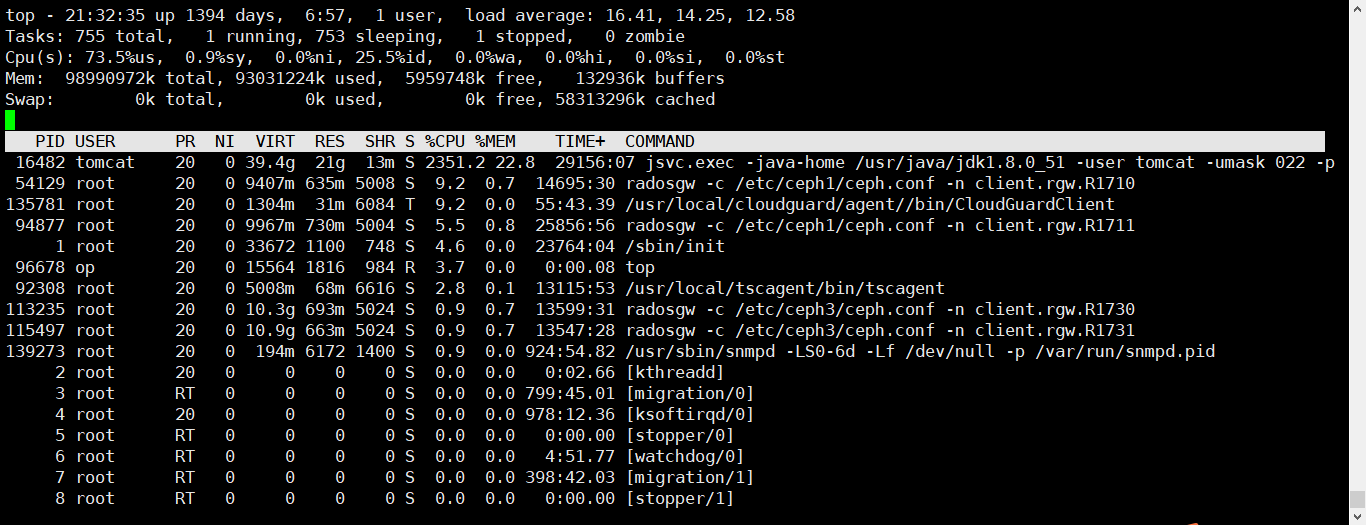 top - 21:32:35 up 1394 days,  6:57,  1 user,  load average: 16.41, 14.25, 12.58
Tasks: 755 total,   1 running, 753 sleeping,   1 stopped,   0 zombie
Cpu(s): 73.5%us,  0.9%sy,  0.0%ni, 25.5%id,  0.0%wa,  0.0%hi,  0.0%si,  0.0%st
Mem:  98990972k total, 93031224k used,  5959748k free,   132936k buffers
Swap:        0k total,        0k used,        0k free, 58313296k cached
   PID USER      PR  NI  VIRT  RES  SHR S %CPU %MEM    TIME+  COMMAND
 16482 tomcat    20   0 39.4g  21g  13m S 2351.2 22.8  29156:07 jsvc.exec -java-home /usr/java/jdk1.8.0_51 -user tomcat -umask 022 -p
 54129 root      20   0 9407m 635m 5008 S  9.2  0.7  14695:30 radosgw -c /etc/ceph1/ceph.conf -n client.rgw.R1710
135781 root      20   0 1304m  31m 6084 T  9.2  0.0  55:43.39 /usr/local/cloudguard/agent//bin/CloudGuardClient
 94877 root      20   0 9967m 730m 5004 S  5.5  0.8  25856:56 radosgw -c /etc/ceph1/ceph.conf -n client.rgw.R1711
     1 root      20   0 33672 1100  748 S  4.6  0.0  23764:04 /sbin/init
 96678 op        20   0 15564 1816  984 R  3.7  0.0   0:00.08 top
 92308 root      20   0 5008m  68m 6616 S  2.8  0.1  13115:53 /usr/local/tscagent/bin/tscagent
113235 root      20   0 10.3g 693m 5024 S  0.9  0.7  13599:31 radosgw -c /etc/ceph3/ceph.conf -n client.rgw.R1730
115497 root      20   0 10.9g 663m 5024 S  0.9  0.7  13547:28 radosgw -c /etc/ceph3/ceph.conf -n client.rgw.R1731
139273 root      20   0  194m 6172 1400 S  0.9  0.0 924:54.82 /usr/sbin/snmpd -LS0-6d -Lf /dev/null -p /var/run/snmpd.pid
     2 root      20   0     0    0    0 S  0.0  0.0   0:02.66 [kthreadd]
     3 root      RT   0     0    0    0 S  0.0  0.0 799:45.01 [migration/0]
     4 root      20   0     0    0    0 S  0.0  0.0 978:12.36 [ksoftirqd/0]
     5 root      RT   0     0    0    0 S  0.0  0.0   0:00.00 [stopper/0]
     6 root      RT   0     0    0    0 S  0.0  0.0   4:51.77 [watchdog/0]
     7 root      RT   0     0    0    0 S  0.0  0.0 398:42.03 [migration/1]
     8 root      RT   0     0    0    0 S  0.0  0.0   0:00.00 [stopper/1]